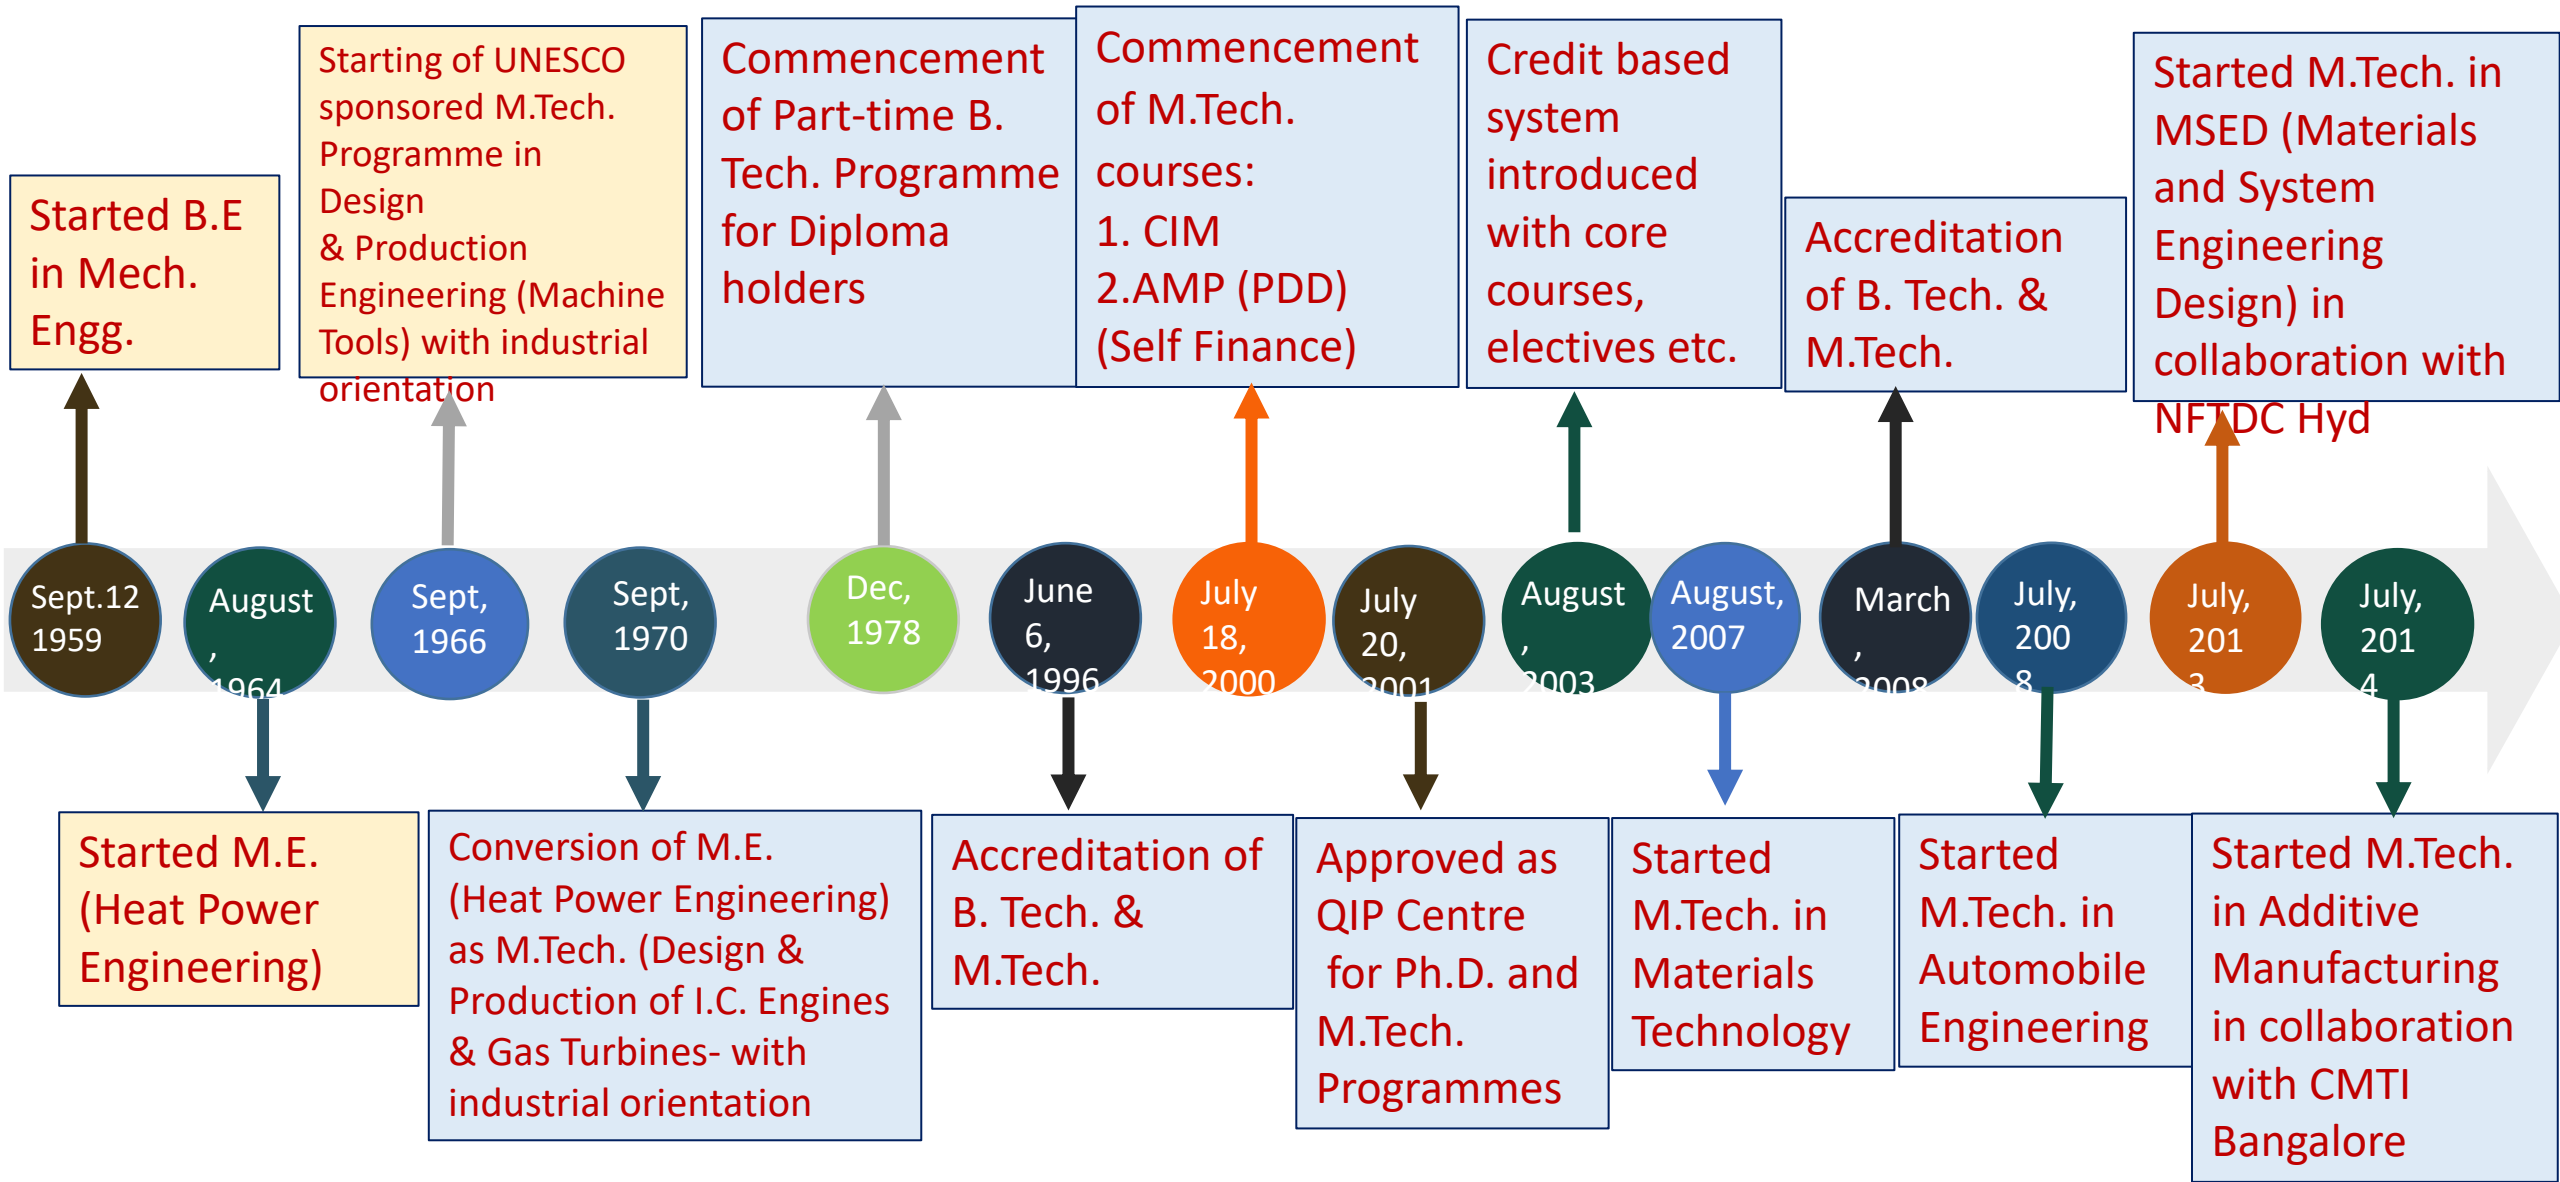 Started B.E
in Mech.
Engg.
Starting of UNESCO
sponsored M.Tech.
Programme in
Design
& Production
Engineering (Machine
Tools) with industrial
orientation
Commencement
of Part-time B.
Tech. Programme
for Diploma
holders
Commencement
of M.Tech.
courses:
1. CIM
2.AMP (PDD)
(Self Finance)
Credit based
system
introduced
with core
courses,
electives etc.
Accreditation
of B. Tech. &
M.Tech.
Started M.Tech. in
MSED (Materials
and System
Engineering
Design) in
collaboration with
NFTDC Hyd
Sept.12
1959
August
,
1964
Sept,
1966
Sept,
1970
Dec,
1978
June
6,
1996
July
18,
2000
July
20,
2001
August
,
2003
August,
2007
March
,
2008
July,
200
8
July,
201
3
July,
201
4
Started M.E.
(Heat Power
Engineering)
Conversion of M.E.
(Heat Power Engineering)
as M.Tech. (Design &
Production of I.C. Engines
& Gas Turbines- with
industrial orientation
Accreditation of
B. Tech. &
M.Tech.
Approved as
QIP Centre
for Ph.D. and
M.Tech.
Programmes
Started
M.Tech. in
Materials
Technology
Started
M.Tech. in
Automobile
Engineering
Started M.Tech.
in Additive
Manufacturing
in collaboration
with CMTI
Bangalore